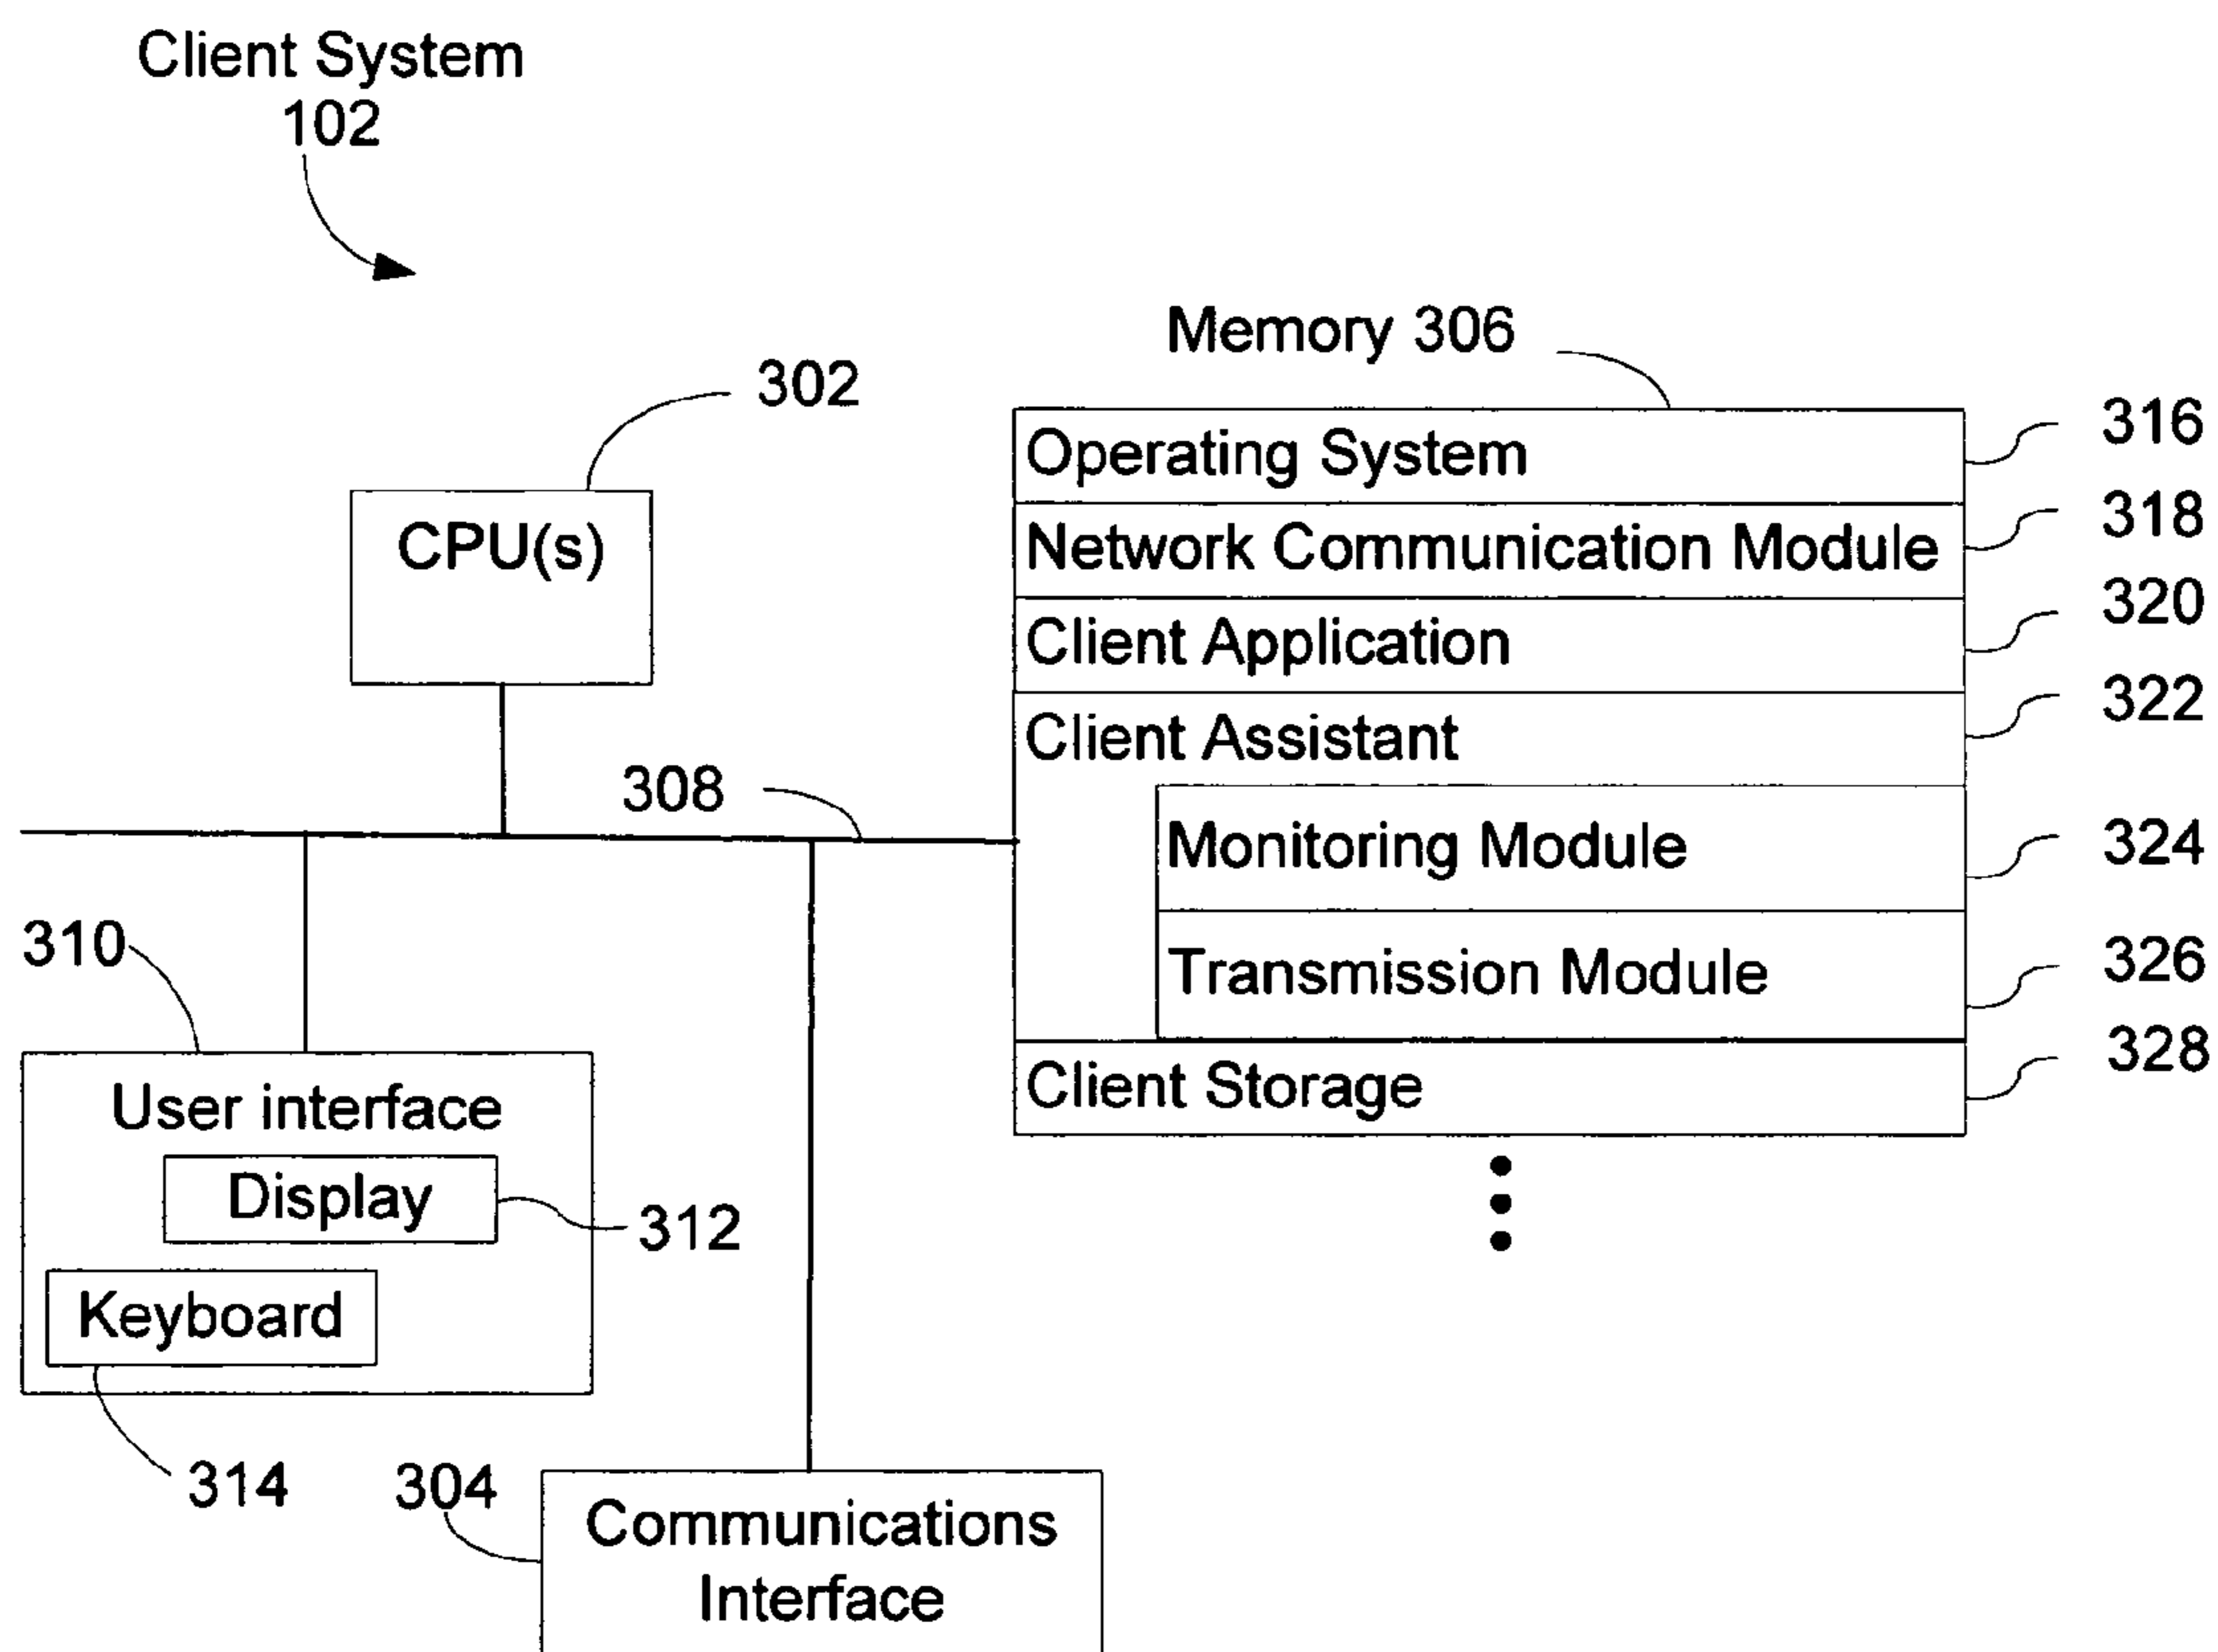 Client System
102
Memory 306
302
316
Operating System
318
CPU(s)
Network Communication Module
320
Client Application
322
Client Assistant
308
324
Monitoring Module
310
326
Transmission Module
328
User interface
Client Storage
Display
312
Keyboard
314
304
Communications
Interface